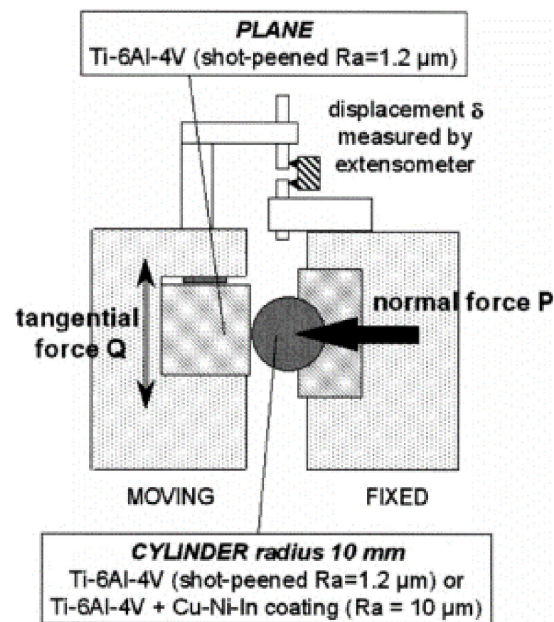 PLANE
Ti-6Al-4V (shot-peened Ra=1.2 µm)
displacement δ
measured by
extensometer
tangential
force Q
normal force P
MOVING
FIXED
CYLINDER radius 10 mm
Ti-6Al-4V (shot-peened Ra=1.2 µm) or
Ti-6Al-4V + Cu-Ni-In coating (Ra = 10 µm)